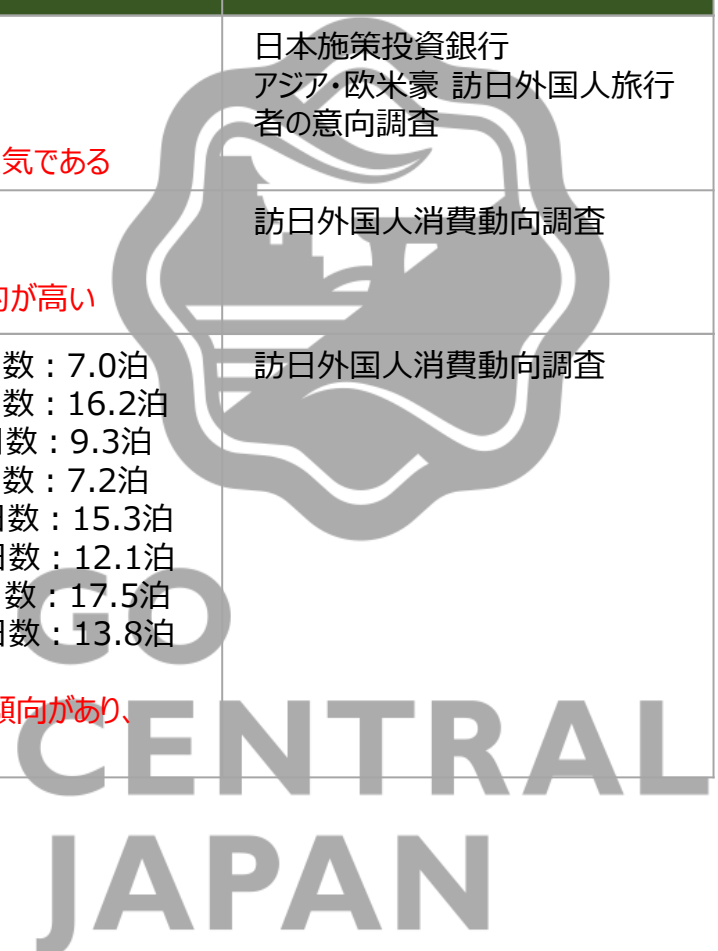 日本施策投資銀行
アジア・欧米豪 訪日外国人旅行
者の意向調査
気である
訪日外国人消費動向調査
的が高い
数：7.0泊
数：16.2泊
日数：9.3泊
数：7.2泊
日数：15.3泊
日数：12.1泊
数：17.5泊
日数：13.8泊
傾向があり、
訪日外国人消費動向調査
GO
CENTRAL
JAPAN